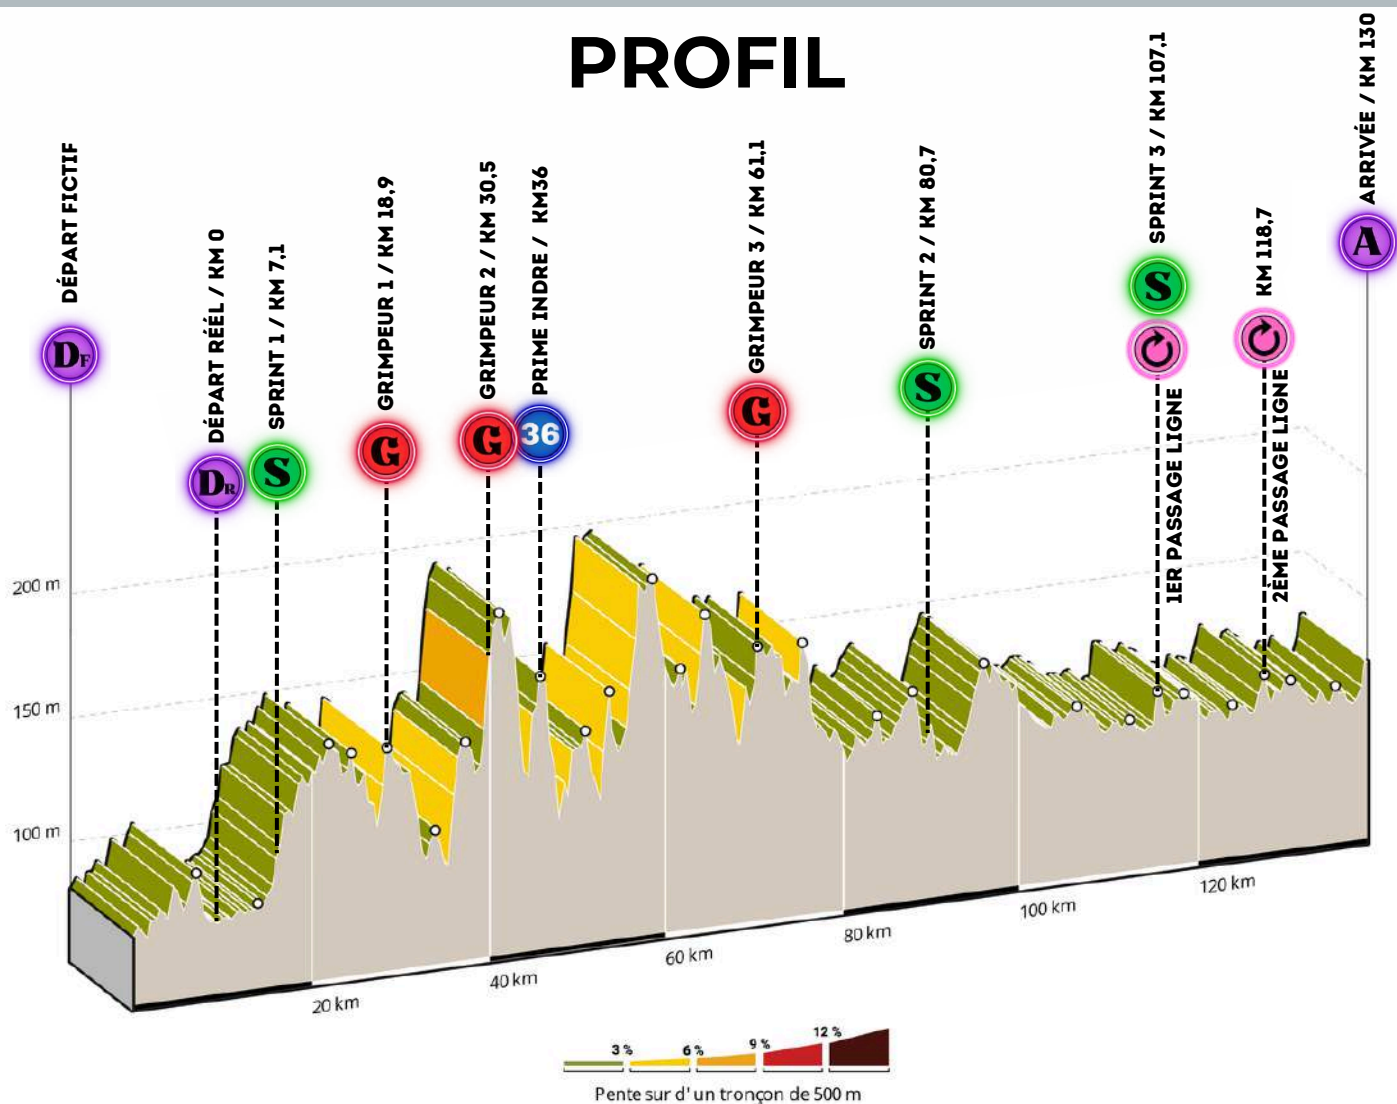 PROFIL
DÉPART FICTIF
DF
DÉPART RÉÉL / KM 0
DR
SPRINT 1 / KM 7,1
S
GRIMPEUR 1 / KM 18,9
G
GRIMPEUR 2 / KM 30,5
G
PRIME INDRE / KM36
36
GRIMPEUR 3 / KM 61,1
G
SPRINT 2 / KM 80,7
S
SPRINT 3 / KM 107,1
S
1ER PASSAGE LIGNE
KM 118,7
2ÈME PASSAGE LIGNE
ARRIVÉE / KM 130
A
200 m
150 m
100 m
20 km
40 km
60 km
80 km
100 km
120 km
3 %
6 %
9 %
12 %
Pente sur d' un tronçon de 500 m